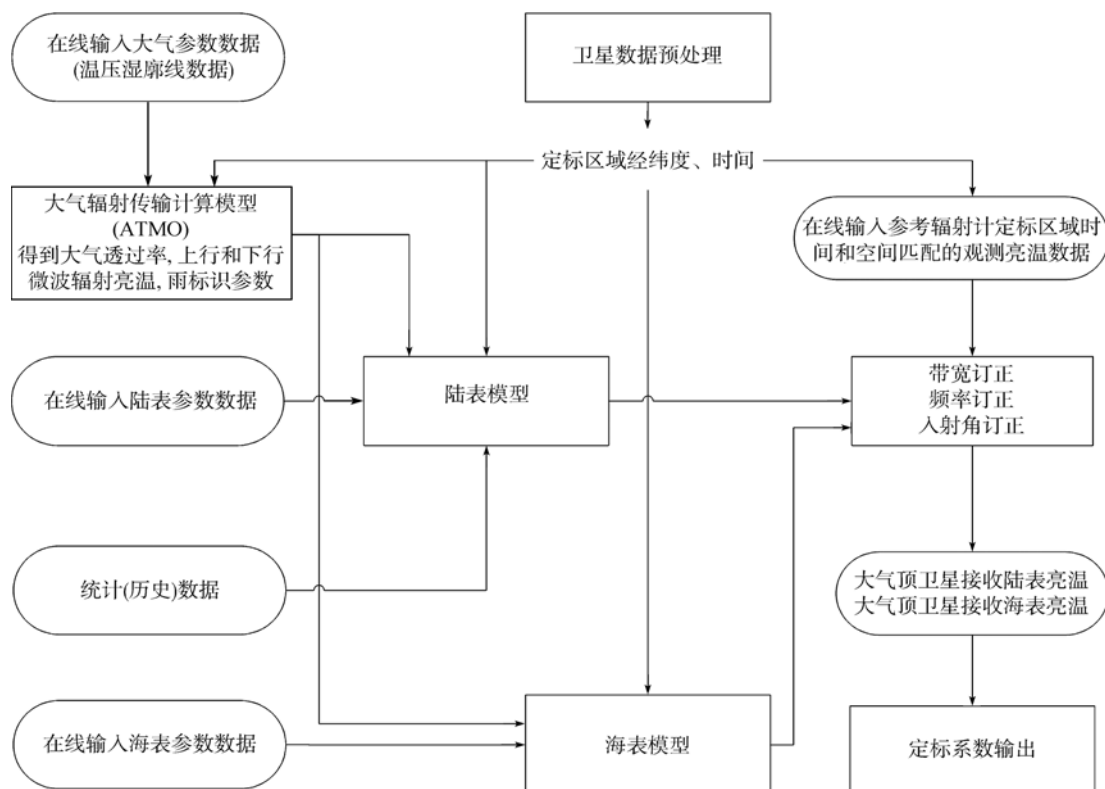 在线输入大气参数数据
(温压湿廓线数据)
卫星数据预处理
定标区域经纬度、时间
大气辐射传输计算模型
(ATMO)
得到大气透过率, 上行和下行
微波辐射亮温, 雨标识参数
在线输入参考辐射计定标区域时
间和空间匹配的观测亮温数据
在线输入陆表参数数据
陆表模型
带宽订正
频率订正
入射角订正
统计(历史)数据
大气顶卫星接收陆表亮温
大气顶卫星接收海表亮温
在线输入海表参数数据
海表模型
定标系数输出